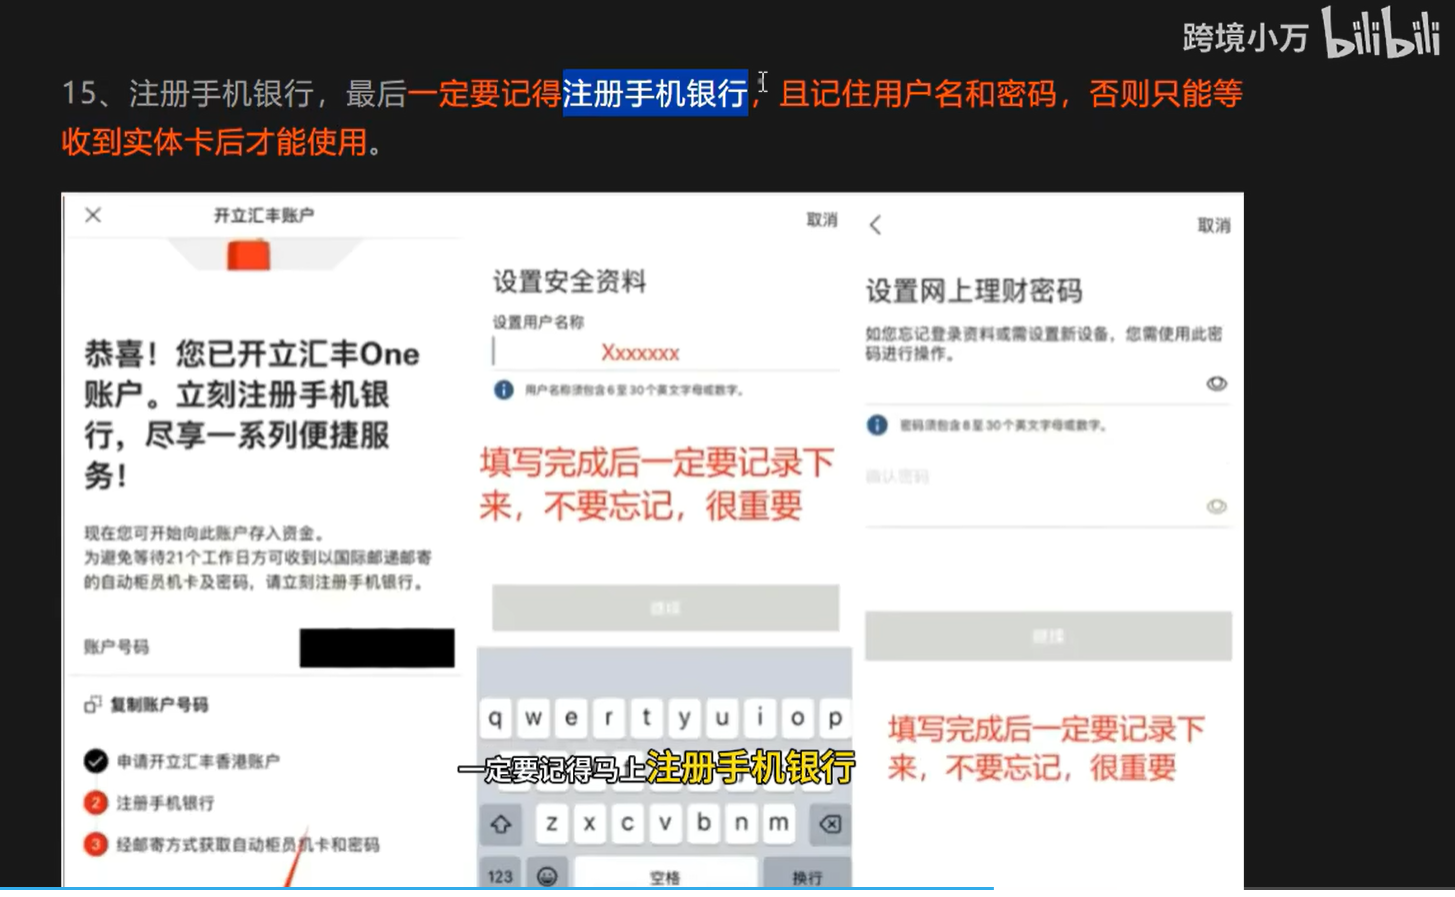 跨境小万 bilibili
15、注册手机银行，最后一定要记得注册手机银行，且记住用户名和密码，否则只能等
收到实体卡后才能使用。
开立汇丰账户
恭喜！您已开立汇丰One
账户。立刻注册手机银
行，尽享一系列便捷服
务！
现在您可开始向此账户存入资金。
为避免等待21个工作日方可收到以国际邮递邮寄
的自动柜员机卡及密码，请立刻注册手机银行。
账户号码
复制账户号码
申请开立汇丰香港账户
2 注册手机银行
3 经邮寄方式获取自动柜员机卡和密码
取消
设置安全资料
设置用户名称
Xxxxxxx
用户名称须包含6至30个英文字母或数字。
填写完成后一定要记录下
来，不要忘记，很重要
继续
q w e r t y u i o p
一定要记得马上注册手机银行
z x c v b n m
123 空格 换行
取消
设置网上理财密码
如您忘记登录资料或需设置新设备，您需使用此密
码进行操作。
密码须包含8至30个英文字母或数字。
确认密码
继续
填写完成后一定要记录下
来，不要忘记，很重要